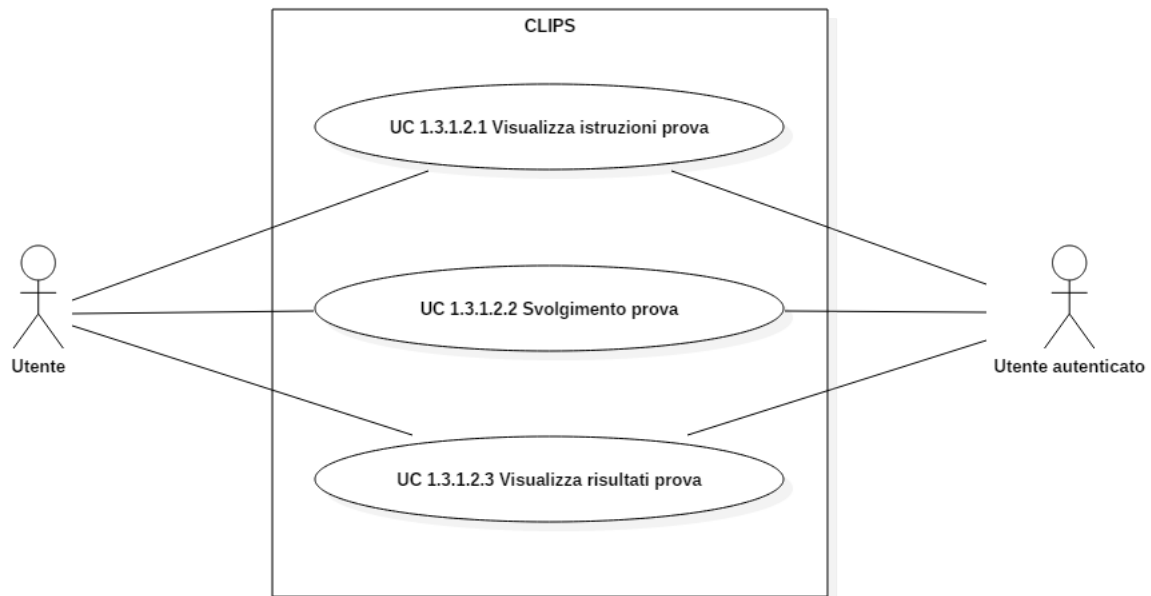 CLIPS
UC 1.3.1.2.1 Visualizza istruzioni prova
UC 1.3.1.2.2 Svolgimento prova
Utente
Utente autenticato
UC 1.3.1.2.3 Visualizza risultati prova